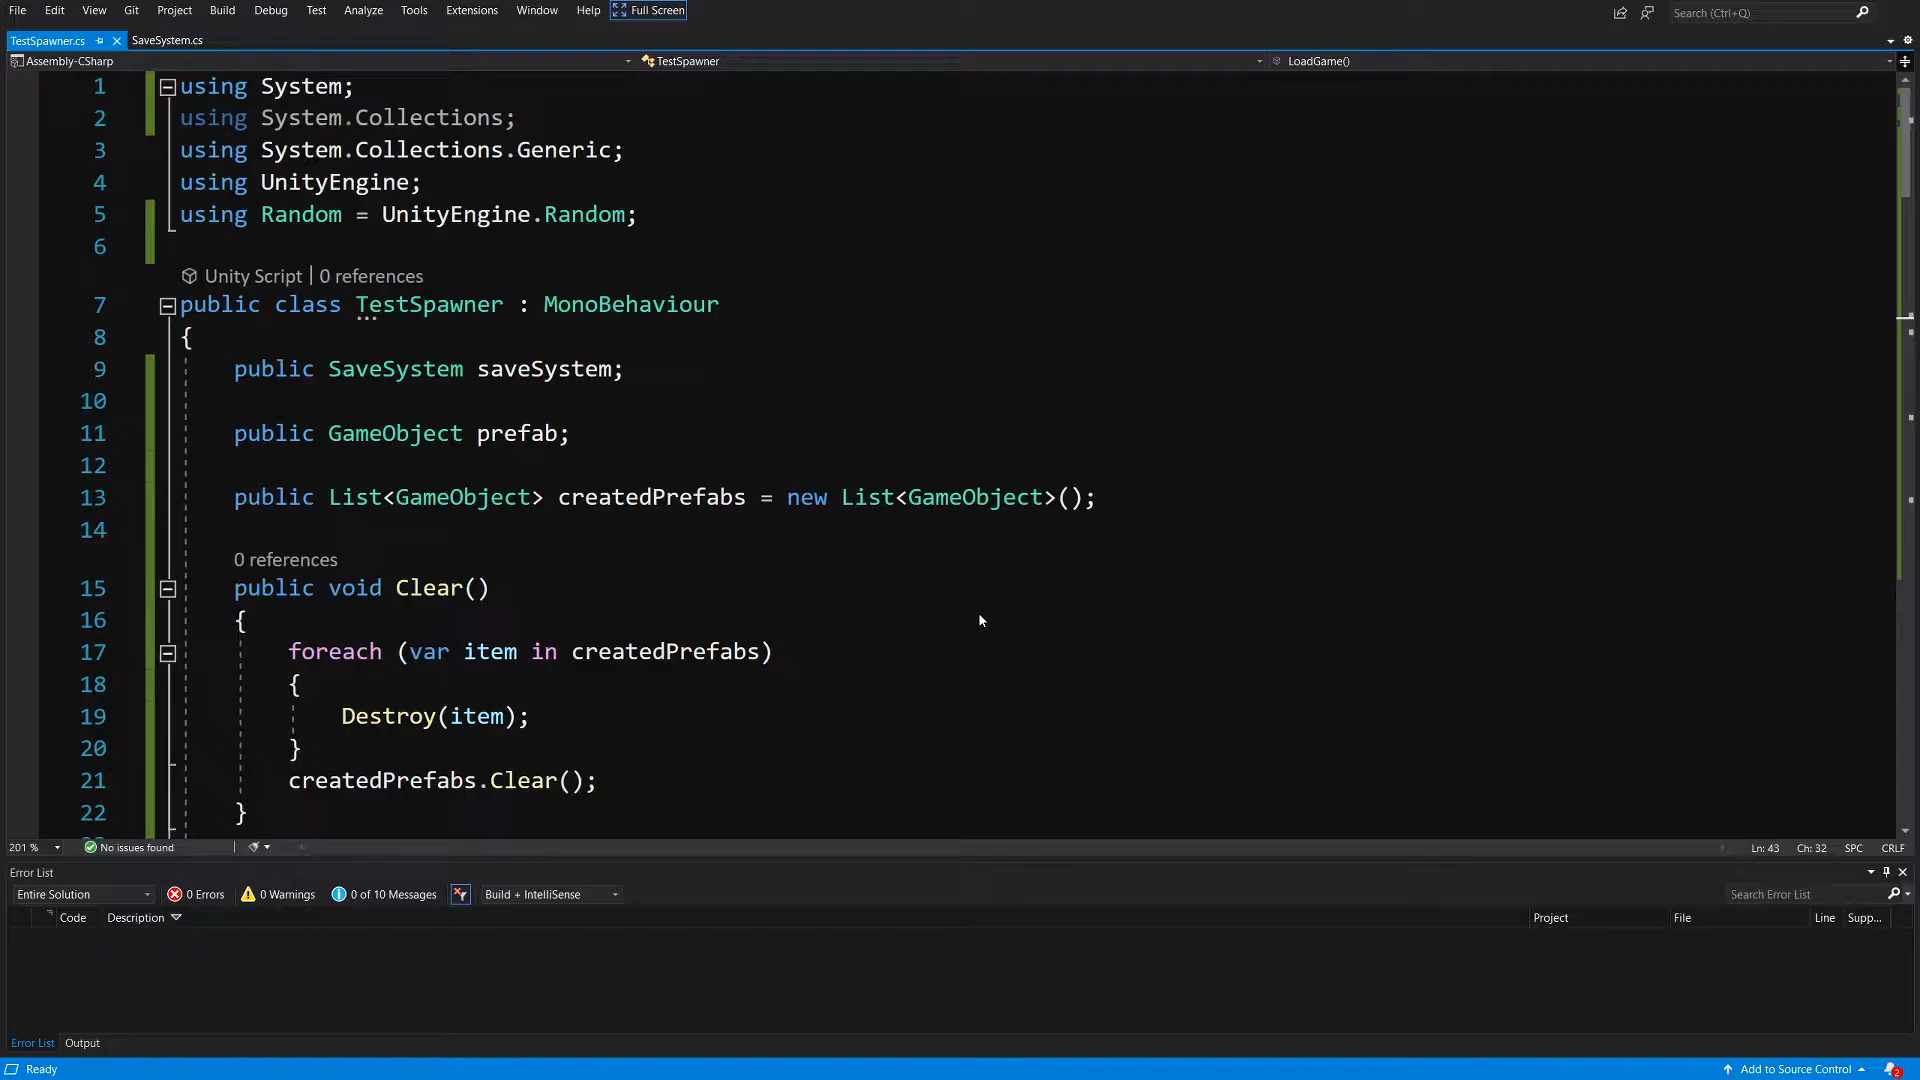 File Edit View Git Project Build Debug Test Analyze Tools Extensions Window Help Full Screen Search (Ctrl+Q)
TestSpawner.cs SaveSystem.cs
Assembly-CSharp TestSpawner LoadGame()
1 using System;
2 using System.Collections;
3 using System.Collections.Generic;
4 using UnityEngine;
5 using Random = UnityEngine.Random;
6
Unity Script | 0 references
7 public class TestSpawner : MonoBehaviour
8 {
9 public SaveSystem saveSystem;
10
11 public GameObject prefab;
12
13 public List<GameObject> createdPrefabs = new List<GameObject>();
14
0 references
15 public void Clear()
16 {
17 foreach (var item in createdPrefabs)
18 {
19 Destroy(item);
20 }
21 createdPrefabs.Clear();
22 }
201 % No issues found Ln: 43 Ch: 32 SPC CRLF
Error List
Entire Solution 0 Errors 0 Warnings 0 of 10 Messages Build + IntelliSense Search Error List
Code Description Project File Line Supp...
Error List Output
Ready Add to Source Control 2